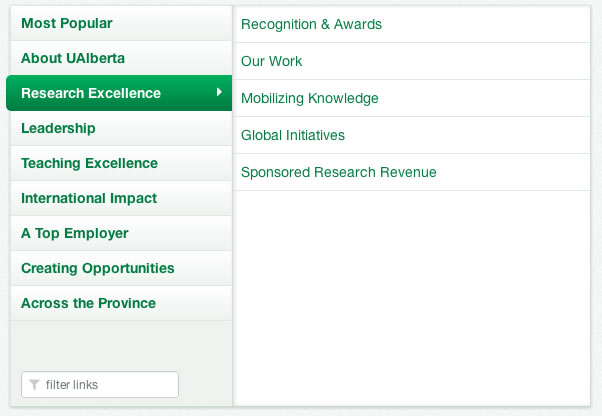 Most Popular
About UAlberta
Research Excellence
Leadership
Teaching Excellence
International Impact
A Top Employer
Creating Opportunities
Across the Province
filter links
Recognition & Awards
Our Work
Mobilizing Knowledge
Global Initiatives
Sponsored Research Revenue